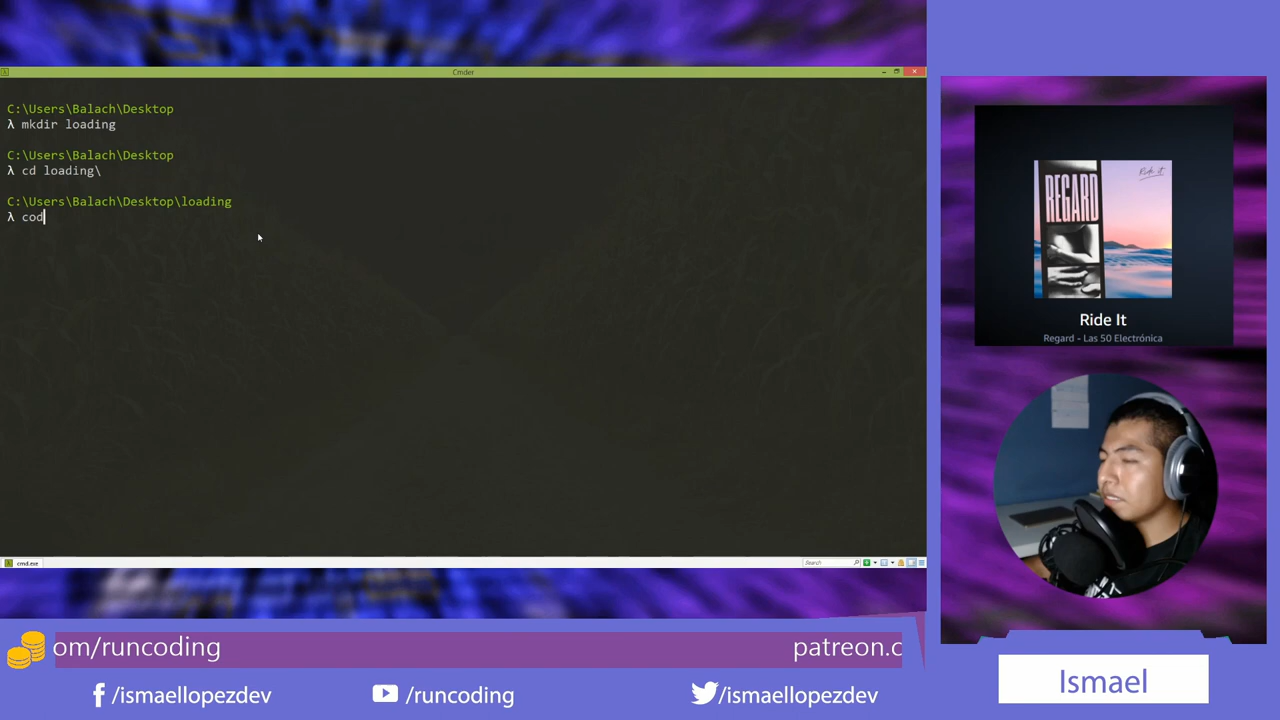 Cmder
C:\Users\Balach\Desktop
λ mkdir loading
C:\Users\Balach\Desktop
λ cd loading\
C:\Users\Balach\Desktop\loading
λ cod
cmd.exe
Search
REGARD
Ride it
Ride It
Regard - Las 50 Electrónica
om/runcoding
patreon.c
/ismaellopezdev
/runcoding
/ismaellopezdev
Ismael